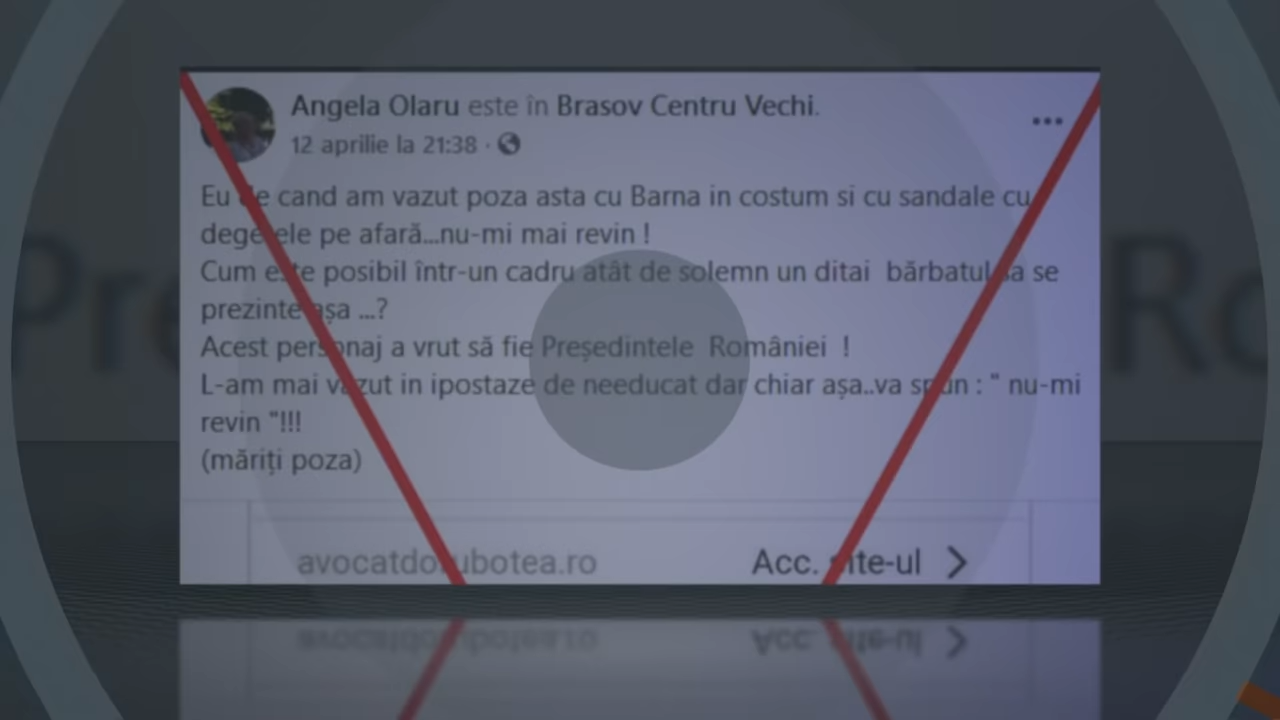 Angela Olaru este în Brasov Centru Vechi.
12 aprilie la 21:38 ·
Eu de cand am vazut poza asta cu Barna in costum si cu sandale cu
degetele pe afară...nu-mi mai revin !
Cum este posibil într-un cadru atât de solemn un ditai bărbatul sa se
prezinte așa ...?
Acest personaj a vrut să fie Președintele României !
L-am mai vazut in ipostaze de needucat dar chiar așa..va spun : " nu-mi
revin "!!!
(măriți poza)
Acc. site-ul
Pre
Ro